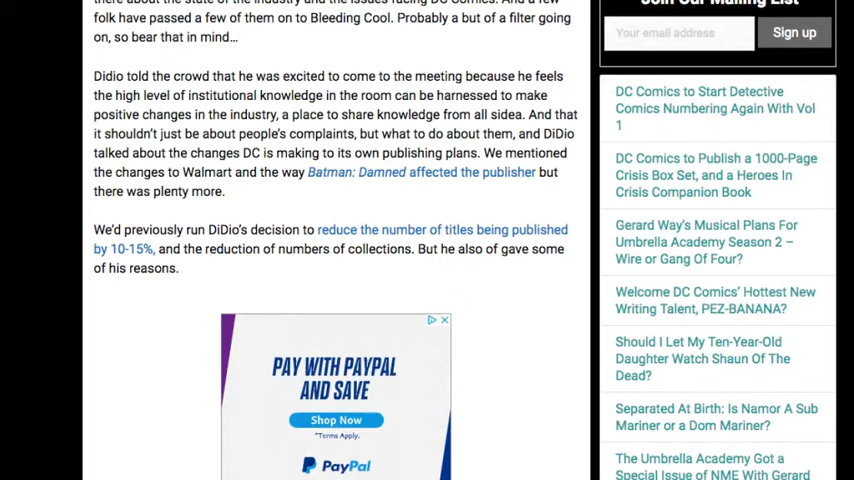 there about the state of the industry and the issues facing DC Comics. And a few
folk have passed a few of them on to Bleeding Cool. Probably a but of a filter going
on, so bear that in mind…
Didio told the crowd that he was excited to come to the meeting because he feels
the high level of institutional knowledge in the room can be harnessed to make
positive changes in the industry, a place to share knowledge from all sidea. And that
it shouldn't just be about people's complaints, but what to do about them, and DiDio
talked about the changes DC is making to its own publishing plans. We mentioned
the changes to Walmart and the way Batman: Damned affected the publisher but
there was plenty more.
We'd previously run DiDio's decision to reduce the number of titles being published
by 10-15%, and the reduction of numbers of collections. But he also of gave some
of his reasons.
PAY WITH PAYPAL
AND SAVE
Shop Now
*Terms Apply.
PayPal
Join Our Mailing List
Your email address
Sign up
DC Comics to Start Detective
Comics Numbering Again With Vol
1
DC Comics to Publish a 1000-Page
Crisis Box Set, and a Heroes In
Crisis Companion Book
Gerard Way's Musical Plans For
Umbrella Academy Season 2 –
Wire or Gang Of Four?
Welcome DC Comics' Hottest New
Writing Talent, PEZ-BANANA?
Should I Let My Ten-Year-Old
Daughter Watch Shaun Of The
Dead?
Separated At Birth: Is Namor A Sub
Mariner or a Dom Mariner?
The Umbrella Academy Got a
Special Issue of NME With Gerard